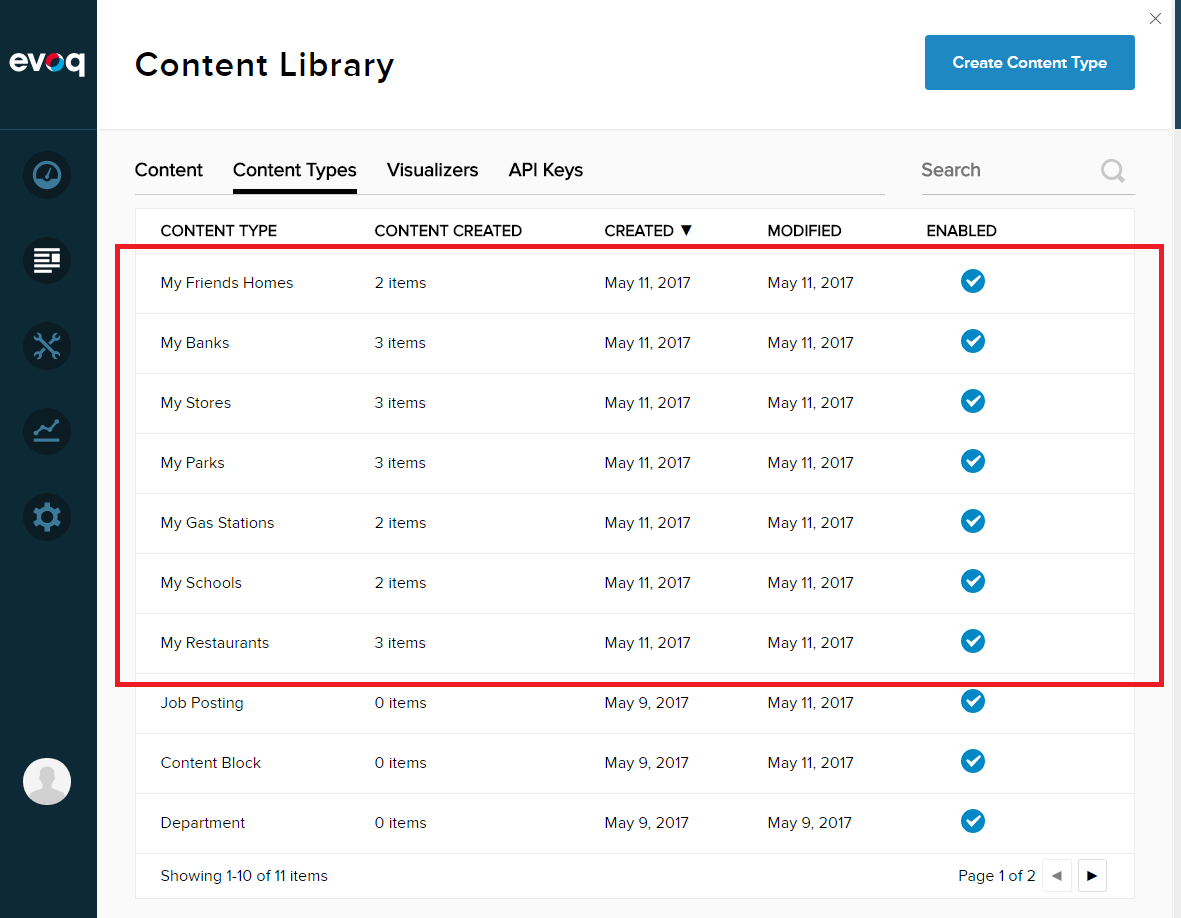 evoq
Content Library
Create Content Type
Content Content Types Visualizers API Keys Search
CONTENT TYPE CONTENT CREATED CREATED ▼ MODIFIED ENABLED
My Friends Homes 2 items May 11, 2017 May 11, 2017
My Banks 3 items May 11, 2017 May 11, 2017
My Stores 3 items May 11, 2017 May 11, 2017
My Parks 3 items May 11, 2017 May 11, 2017
My Gas Stations 2 items May 11, 2017 May 11, 2017
My Schools 2 items May 11, 2017 May 11, 2017
My Restaurants 3 items May 11, 2017 May 11, 2017
Job Posting 0 items May 9, 2017 May 11, 2017
Content Block 0 items May 9, 2017 May 11, 2017
Department 0 items May 9, 2017 May 9, 2017
Showing 1-10 of 11 items Page 1 of 2